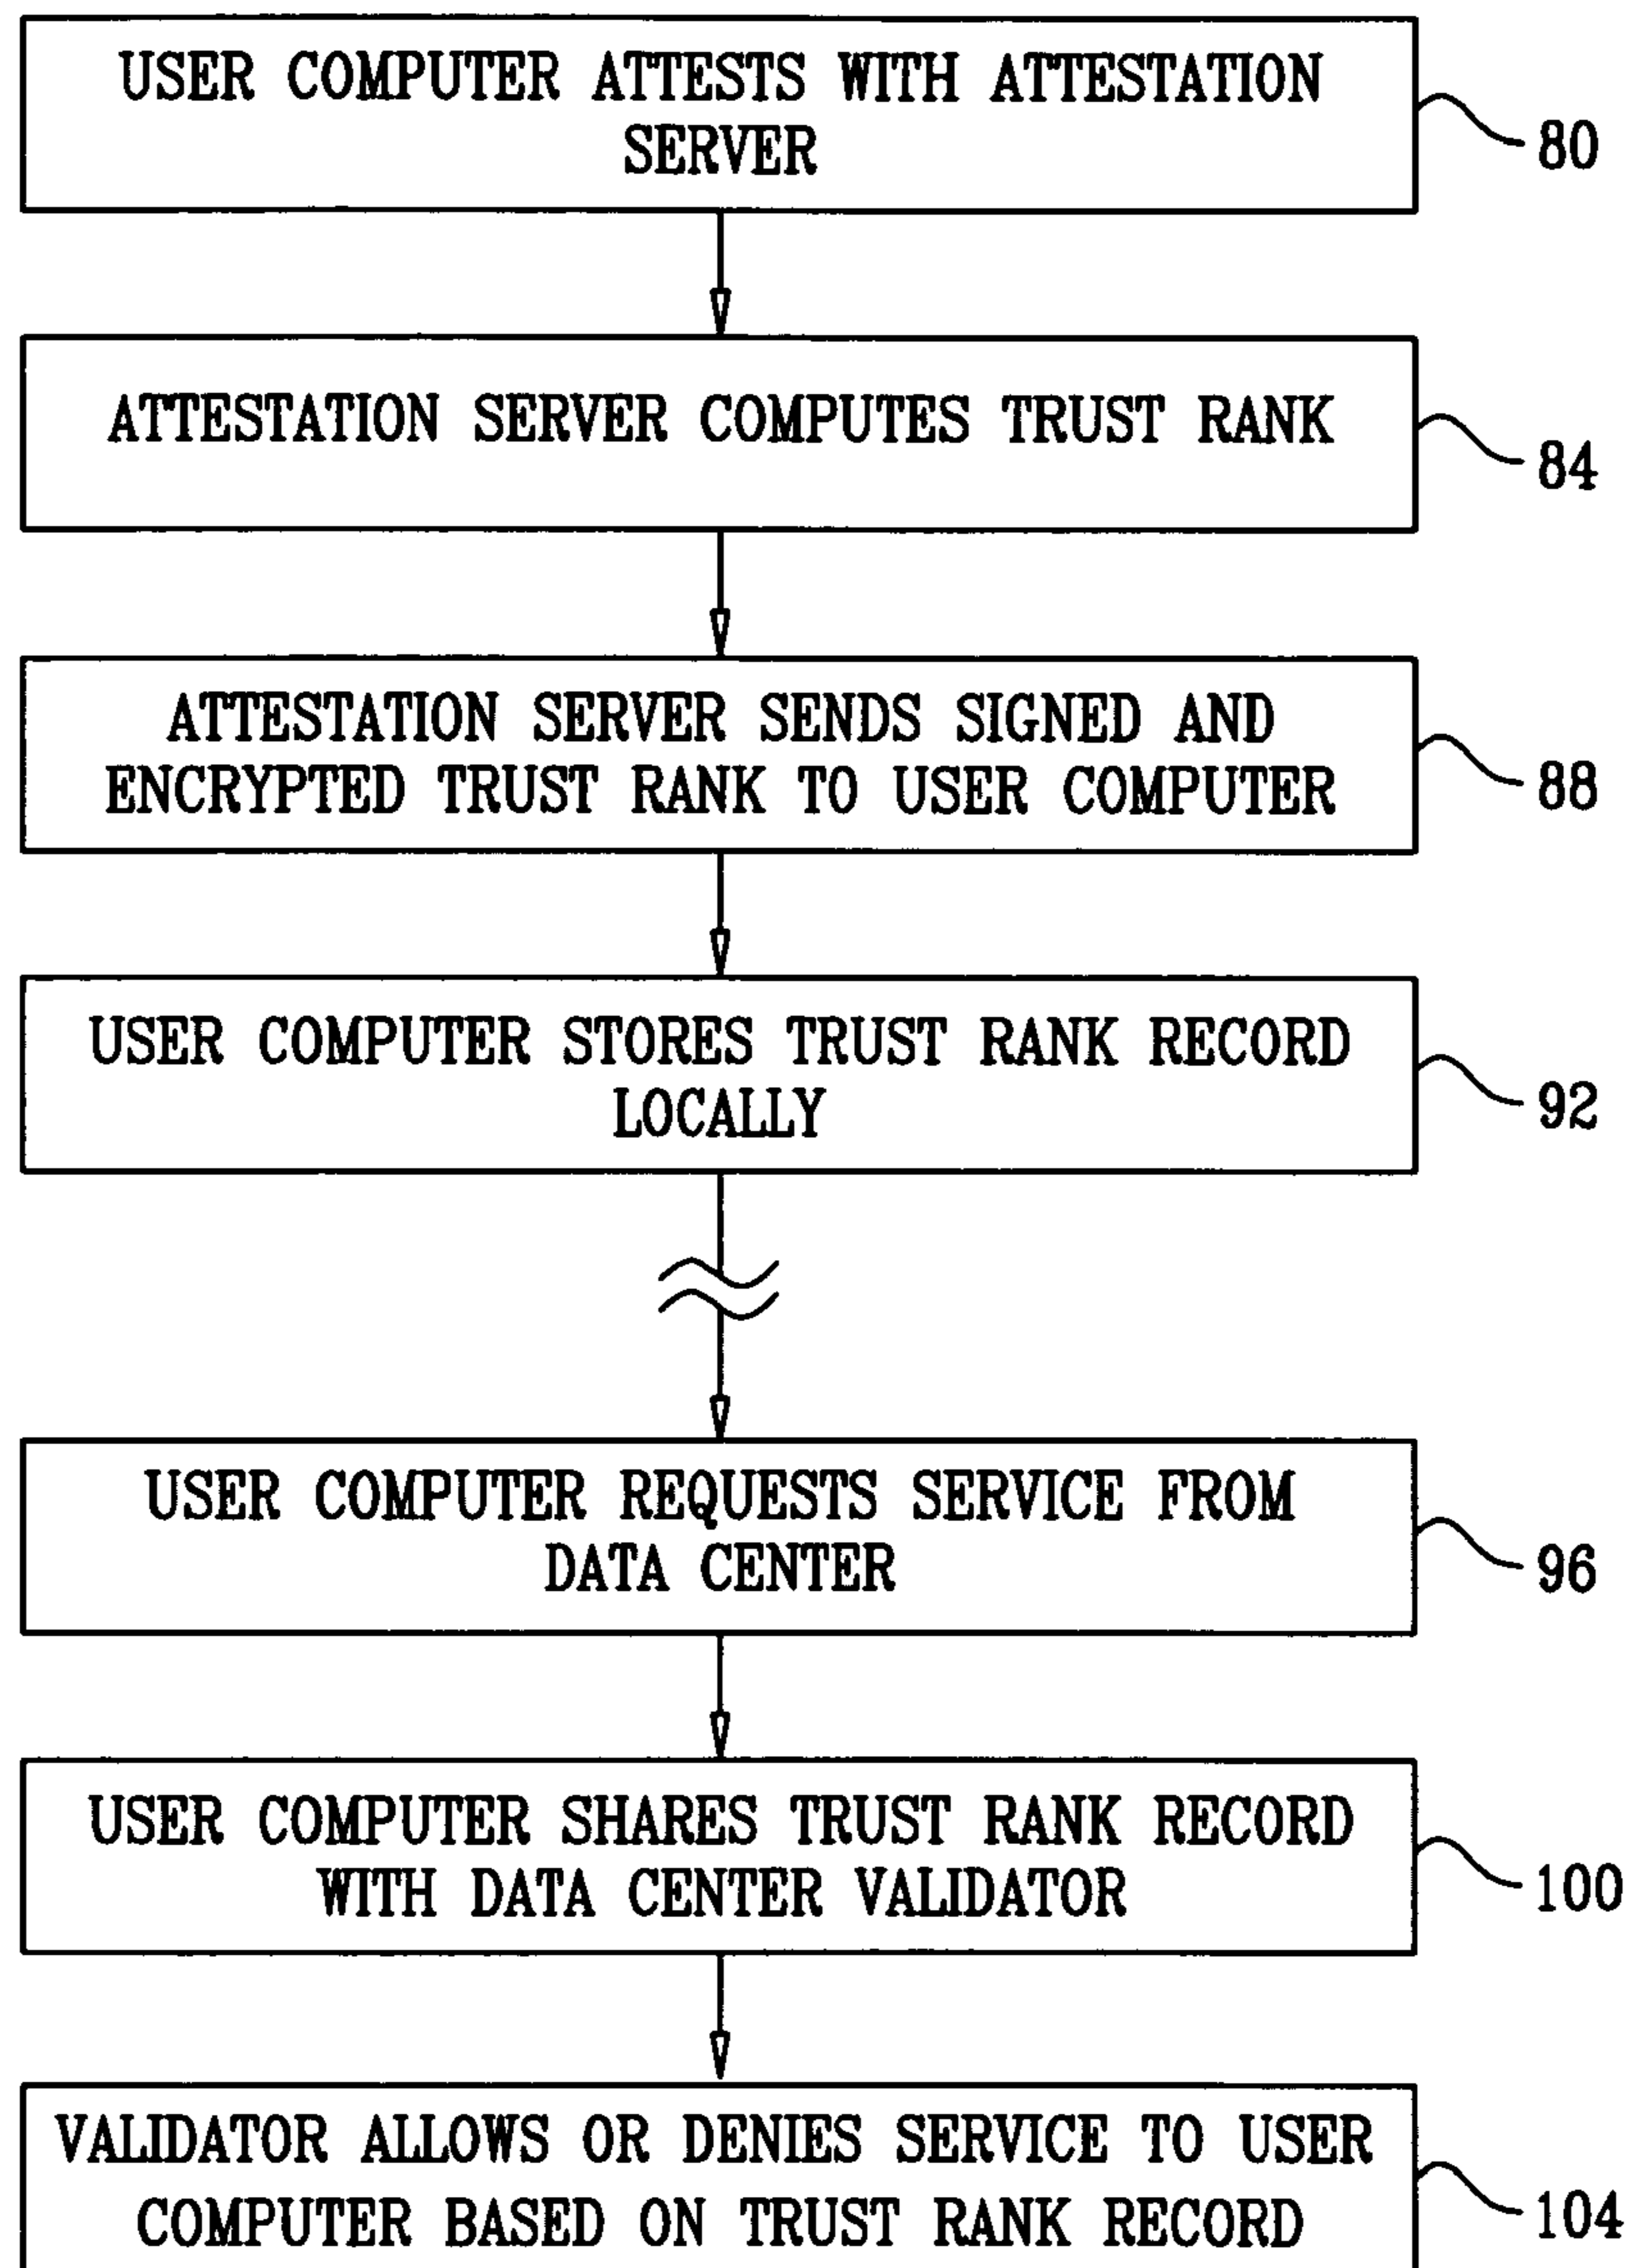 USER COMPUTER ATTESTS WITH ATTESTATION
SERVER
80
ATTESTATION SERVER COMPUTES TRUST RANK
84
ATTESTATION SERVER SENDS SIGNED AND
ENCRYPTED TRUST RANK TO USER COMPUTER
88
USER COMPUTER STORES TRUST RANK RECORD
LOCALLY
92
USER COMPUTER REQUESTS SERVICE FROM
DATA CENTER
96
USER COMPUTER SHARES TRUST RANK RECORD
WITH DATA CENTER VALIDATOR
100
VALIDATOR ALLOWS OR DENIES SERVICE TO USER
COMPUTER BASED ON TRUST RANK RECORD
104